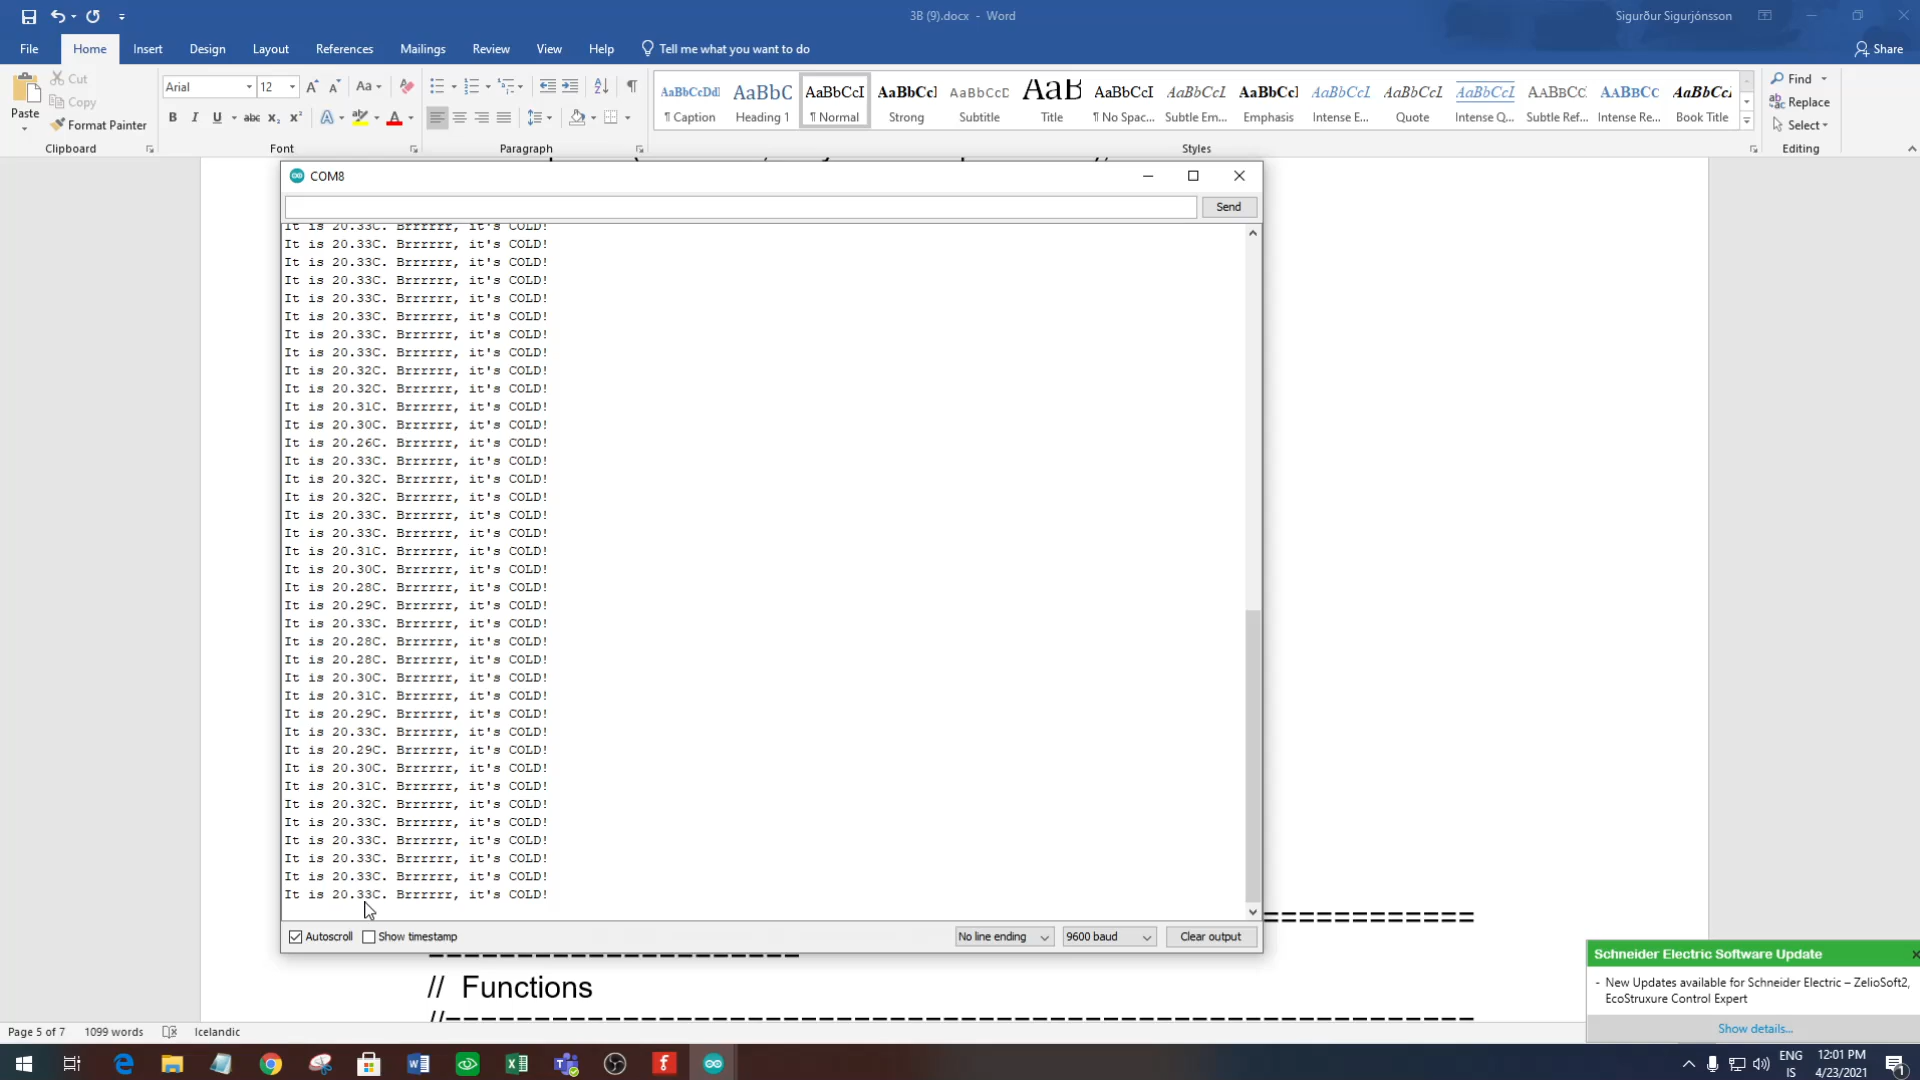 3B (9).docx - Word
Sigurður Sigurjónsson
File Home Insert Design Layout References Mailings Review View Help Tell me what you want to do Share
Paste
Cut
Copy
Format Painter
Clipboard
Arial 12
Font
Paragraph
AaBbCcDdI AaBbC AaBbCcI AaBbCcI AaBbCcD AaB AaBbCcI AaBbCcL AaBbCcI AaBbCcL AaBbCcL AaBbCcL AABBCC AABBCC AaBbCcL
¶ Caption Heading 1 ¶ Normal Strong Subtitle Title ¶ No Spac... Subtle Em... Emphasis Intense E... Quote Intense Q... Subtle Ref... Intense Re... Book Title
Styles
Find
Replace
Select
Editing
COM8
Send
It is 20.33C. Brrrrrr, it's COLD!
It is 20.33C. Brrrrrr, it's COLD!
It is 20.33C. Brrrrrr, it's COLD!
It is 20.33C. Brrrrrr, it's COLD!
It is 20.33C. Brrrrrr, it's COLD!
It is 20.33C. Brrrrrr, it's COLD!
It is 20.33C. Brrrrrr, it's COLD!
It is 20.33C. Brrrrrr, it's COLD!
It is 20.32C. Brrrrrr, it's COLD!
It is 20.32C. Brrrrrr, it's COLD!
It is 20.31C. Brrrrrr, it's COLD!
It is 20.30C. Brrrrrr, it's COLD!
It is 20.26C. Brrrrrr, it's COLD!
It is 20.33C. Brrrrrr, it's COLD!
It is 20.32C. Brrrrrr, it's COLD!
It is 20.32C. Brrrrrr, it's COLD!
It is 20.33C. Brrrrrr, it's COLD!
It is 20.33C. Brrrrrr, it's COLD!
It is 20.31C. Brrrrrr, it's COLD!
It is 20.30C. Brrrrrr, it's COLD!
It is 20.28C. Brrrrrr, it's COLD!
It is 20.29C. Brrrrrr, it's COLD!
It is 20.33C. Brrrrrr, it's COLD!
It is 20.28C. Brrrrrr, it's COLD!
It is 20.28C. Brrrrrr, it's COLD!
It is 20.30C. Brrrrrr, it's COLD!
It is 20.31C. Brrrrrr, it's COLD!
It is 20.29C. Brrrrrr, it's COLD!
It is 20.33C. Brrrrrr, it's COLD!
It is 20.29C. Brrrrrr, it's COLD!
It is 20.30C. Brrrrrr, it's COLD!
It is 20.31C. Brrrrrr, it's COLD!
It is 20.32C. Brrrrrr, it's COLD!
It is 20.33C. Brrrrrr, it's COLD!
It is 20.33C. Brrrrrr, it's COLD!
It is 20.33C. Brrrrrr, it's COLD!
It is 20.33C. Brrrrrr, it's COLD!
It is 20.33C. Brrrrrr, it's COLD!
Autoscroll Show timestamp No line ending 9600 baud Clear output
// Functions
Schneider Electric Software Update
- New Updates available for Schneider Electric – ZelioSoft2,
EcoStruxure Control Expert
Show details...
Page 5 of 7 1099 words Icelandic
ENG
IS
12:01 PM
4/23/2021
1